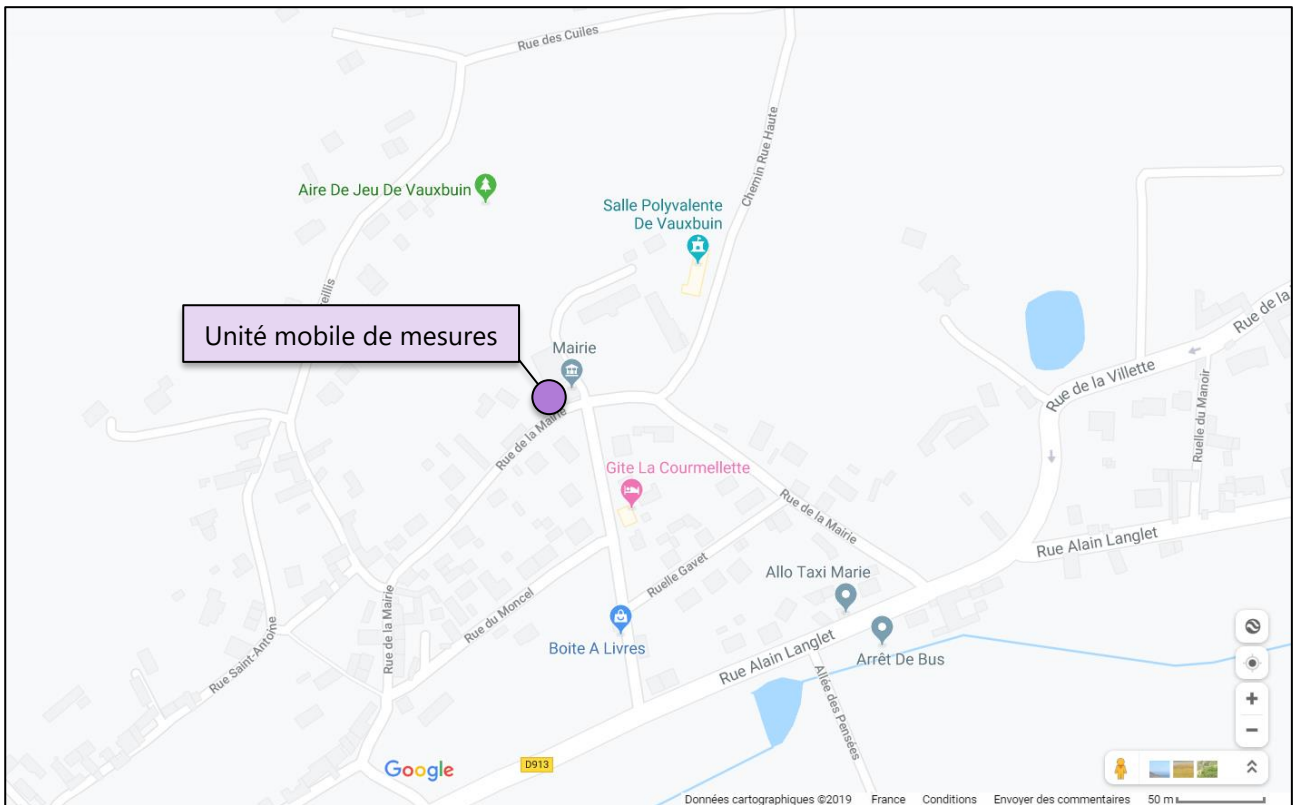 Rue des Cuiles
Chemin Rue Haute
Aire De Jeu De Vauxbuin
Salle Polyvalente
De Vauxbuin
eillis
Unité mobile de mesures
Mairie
Rue de la
Rue de la Villette
Ruelle du Manoir
Rue de la Mairie
Gite La Courmellette
Rue de la Mairie
Rue Alain Langlet
Ruelle Gavet
Allo Taxi Marie
Rue du Moncel
Rue de la Mairie
Rue Saint-Antoine
Boite A Livres
Arrêt De Bus
Rue Alain Langlet
Allée des Pensées
Google
D913
Données cartographiques ©2019 France Conditions Envoyer des commentaires 50 m